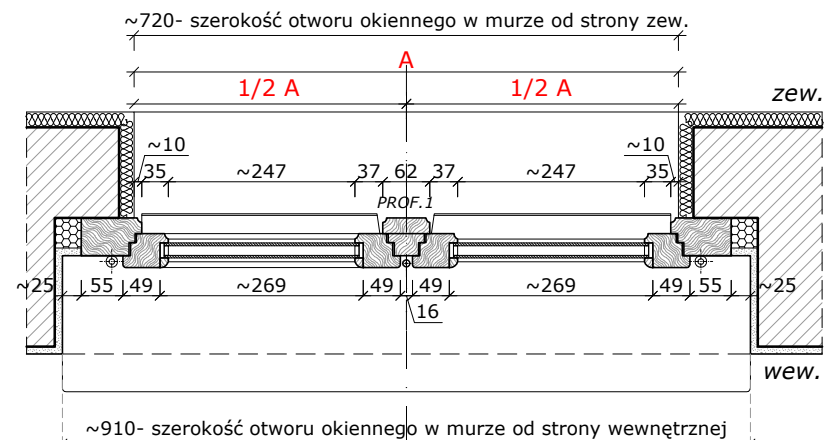 ~720- szerokość otworu okiennego w murze od strony zew.
A
1/2 A 1/2 A
zew.
~10 ~10
35 ~247 37 62 37 ~247 35
PROF.1
~25 55 49 ~269 49 49 ~269 49 55 ~25
16
wew.
~910- szerokość otworu okiennego w murze od strony wewnętrznej